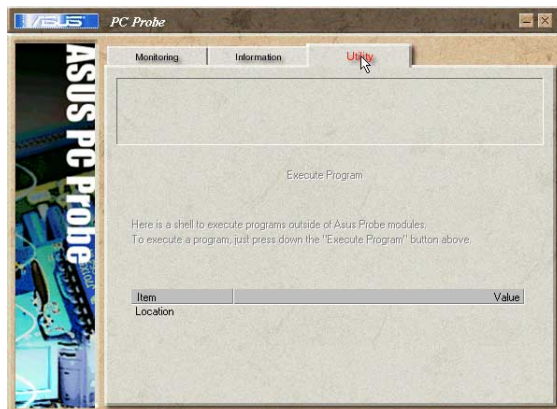 ASUS PC Probe
Monitoring Information Utility
ASUS PC Probe
Execute Program
Here is a shell to execute programs outside of Asus Probe modules.
To execute a program, just press down the "Execute Program" button above.
Item Value
Location